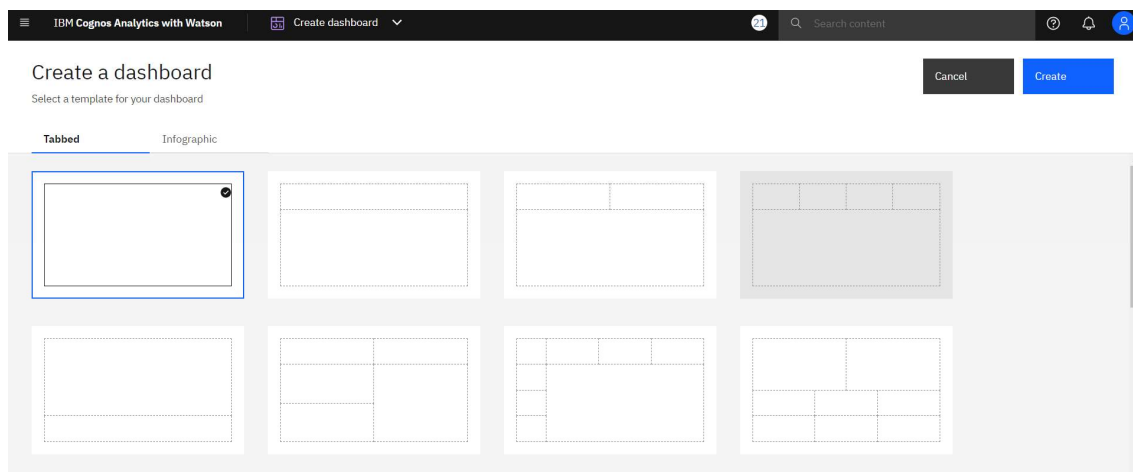 IBM Cognos Analytics with Watson
Create dashboard
21
Search content
Create a dashboard
Cancel
Create
Select a template for your dashboard
Tabbed
Infographic